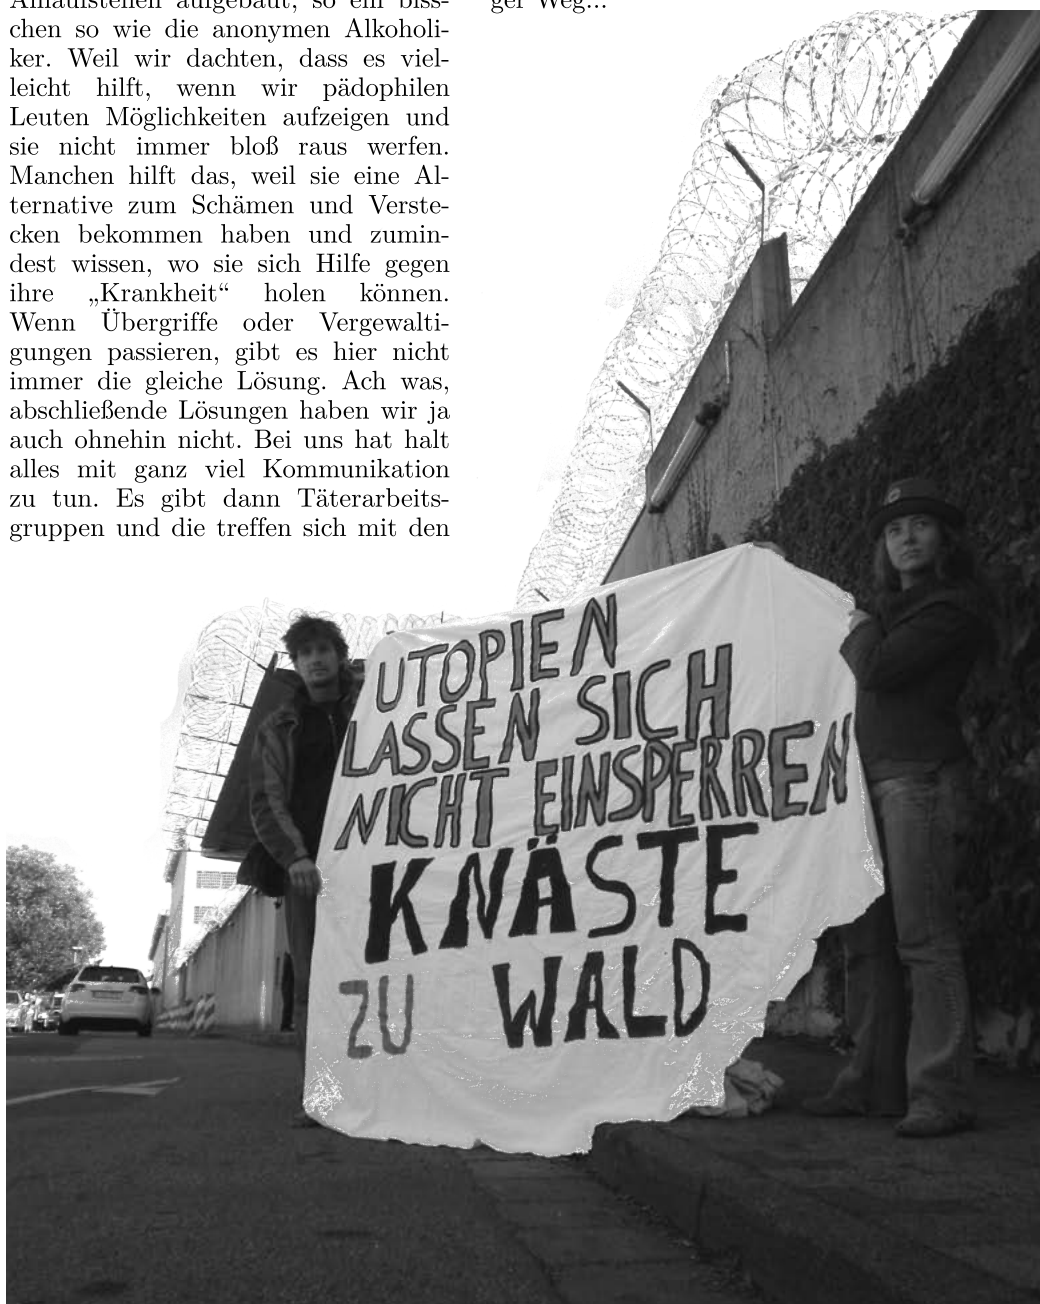 Anlaufstellen aufgebaut, so ein biss-
chen so wie die anonymen Alkoholi-
ker. Weil wir dachten, dass es viel-
leicht hilft, wenn wir pädophilen
Leuten Möglichkeiten aufzeigen und
sie nicht immer bloß raus werfen.
Manchen hilft das, weil sie eine Al-
ternative zum Schämen und Verste-
cken bekommen haben und zumin-
dest wissen, wo sie sich Hilfe gegen
ihre „Krankheit“ holen können.
Wenn Übergriffe oder Vergewalti-
gungen passieren, gibt es hier nicht
immer die gleiche Lösung. Ach was,
abschließende Lösungen haben wir ja
auch ohnehin nicht. Bei uns hat halt
alles mit ganz viel Kommunikation
zu tun. Es gibt dann Täterarbeits-
gruppen und die treffen sich mit den
ger Weg...
UTOPIEN
LASSEN SICH
NICHT EINSPERREN
KNÄSTE
ZU WALD